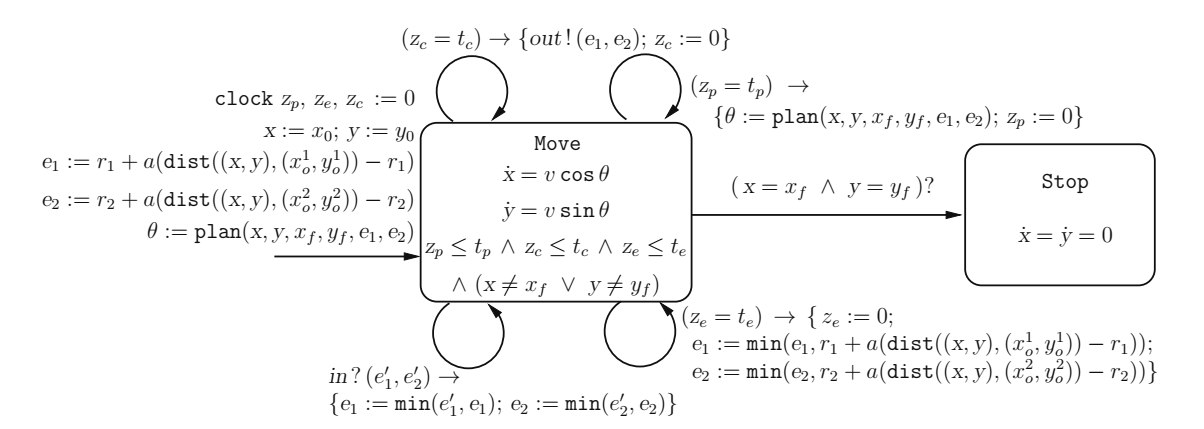 (z_c = t_c) → {out ! (e_1, e_2); z_c := 0}
(z_p = t_p) →
{θ := plan(x, y, x_f, y_f, e_1, e_2); z_p := 0}
clock z_p, z_e, z_c := 0
x := x_0; y := y_0
e_1 := r_1 + a(dist((x, y), (x_o^1, y_o^1)) − r_1)
e_2 := r_2 + a(dist((x, y), (x_o^2, y_o^2)) − r_2)
θ := plan(x, y, x_f, y_f, e_1, e_2)
Move
ẋ = v cos θ
ẏ = v sin θ
z_p ≤ t_p ∧ z_c ≤ t_c ∧ z_e ≤ t_e
∧ (x ≠ x_f ∨ y ≠ y_f)
(x = x_f ∧ y = y_f)?
Stop
ẋ = ẏ = 0
(z_e = t_e) → { z_e := 0;
e_1 := min(e_1, r_1 + a(dist((x, y), (x_o^1, y_o^1)) − r_1));
e_2 := min(e_2, r_2 + a(dist((x, y), (x_o^2, y_o^2)) − r_2))}
in ? (e′_1, e′_2) →
{e_1 := min(e′_1, e_1); e_2 := min(e′_2, e_2)}